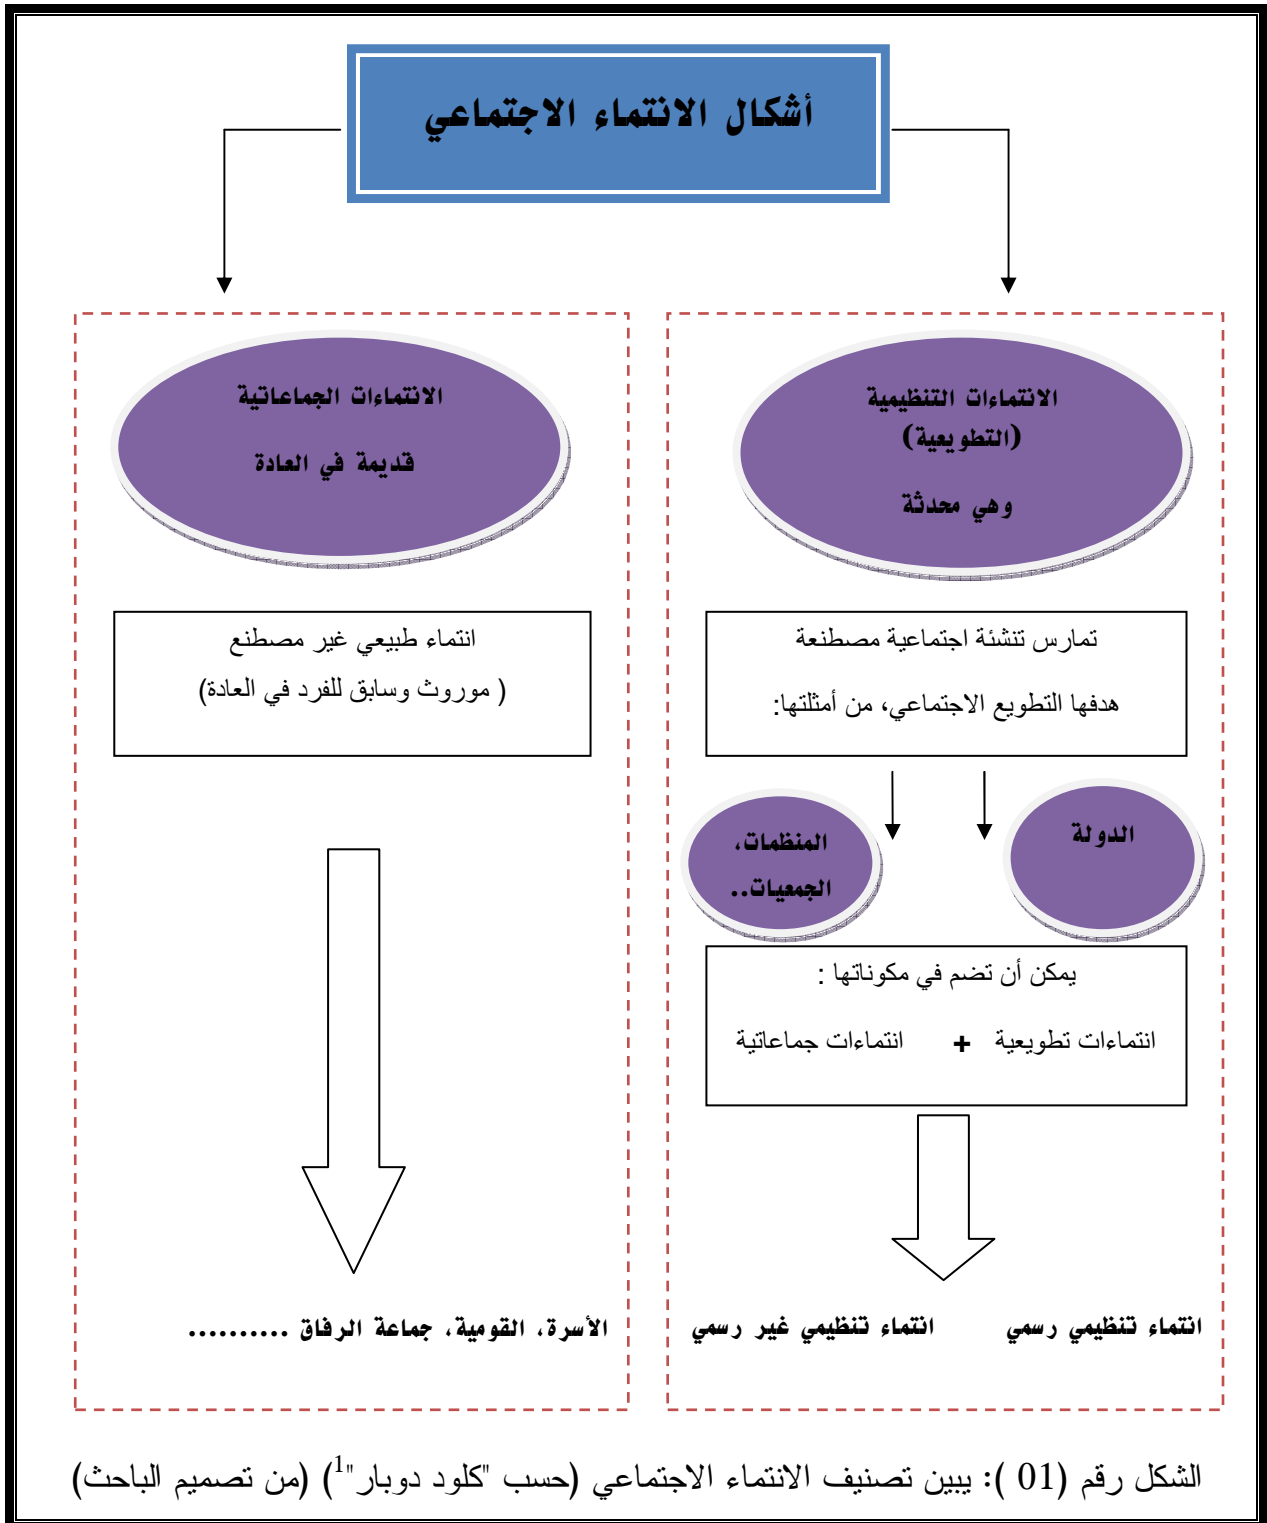 أشكال الانتماء الاجتماعي
الانتماءات التنظيمية
(التطويعية)
وهي محدثة
تمارس تنشئة اجتماعية مصطنعة
هدفها التطويع الاجتماعي، من أمثلتها:
الدولة
المنظمات،
الجمعيات..
يمكن أن تضم في مكوناتها :
انتماءات تطويعية + انتماءات جماعاتية
انتماء تنظيمي رسمي
انتماء تنظيمي غير رسمي
الانتماءات الجماعاتية
قديمة في العادة
انتماء طبيعي غير مصطنع
( موروث وسابق للفرد في العادة)
الأسرة، القومية، جماعة الرفاق ..........
الشكل رقم (01 ): يبين تصنيف الانتماء الاجتماعي (حسب "كلود دوبار"1) (من تصميم الباحث)